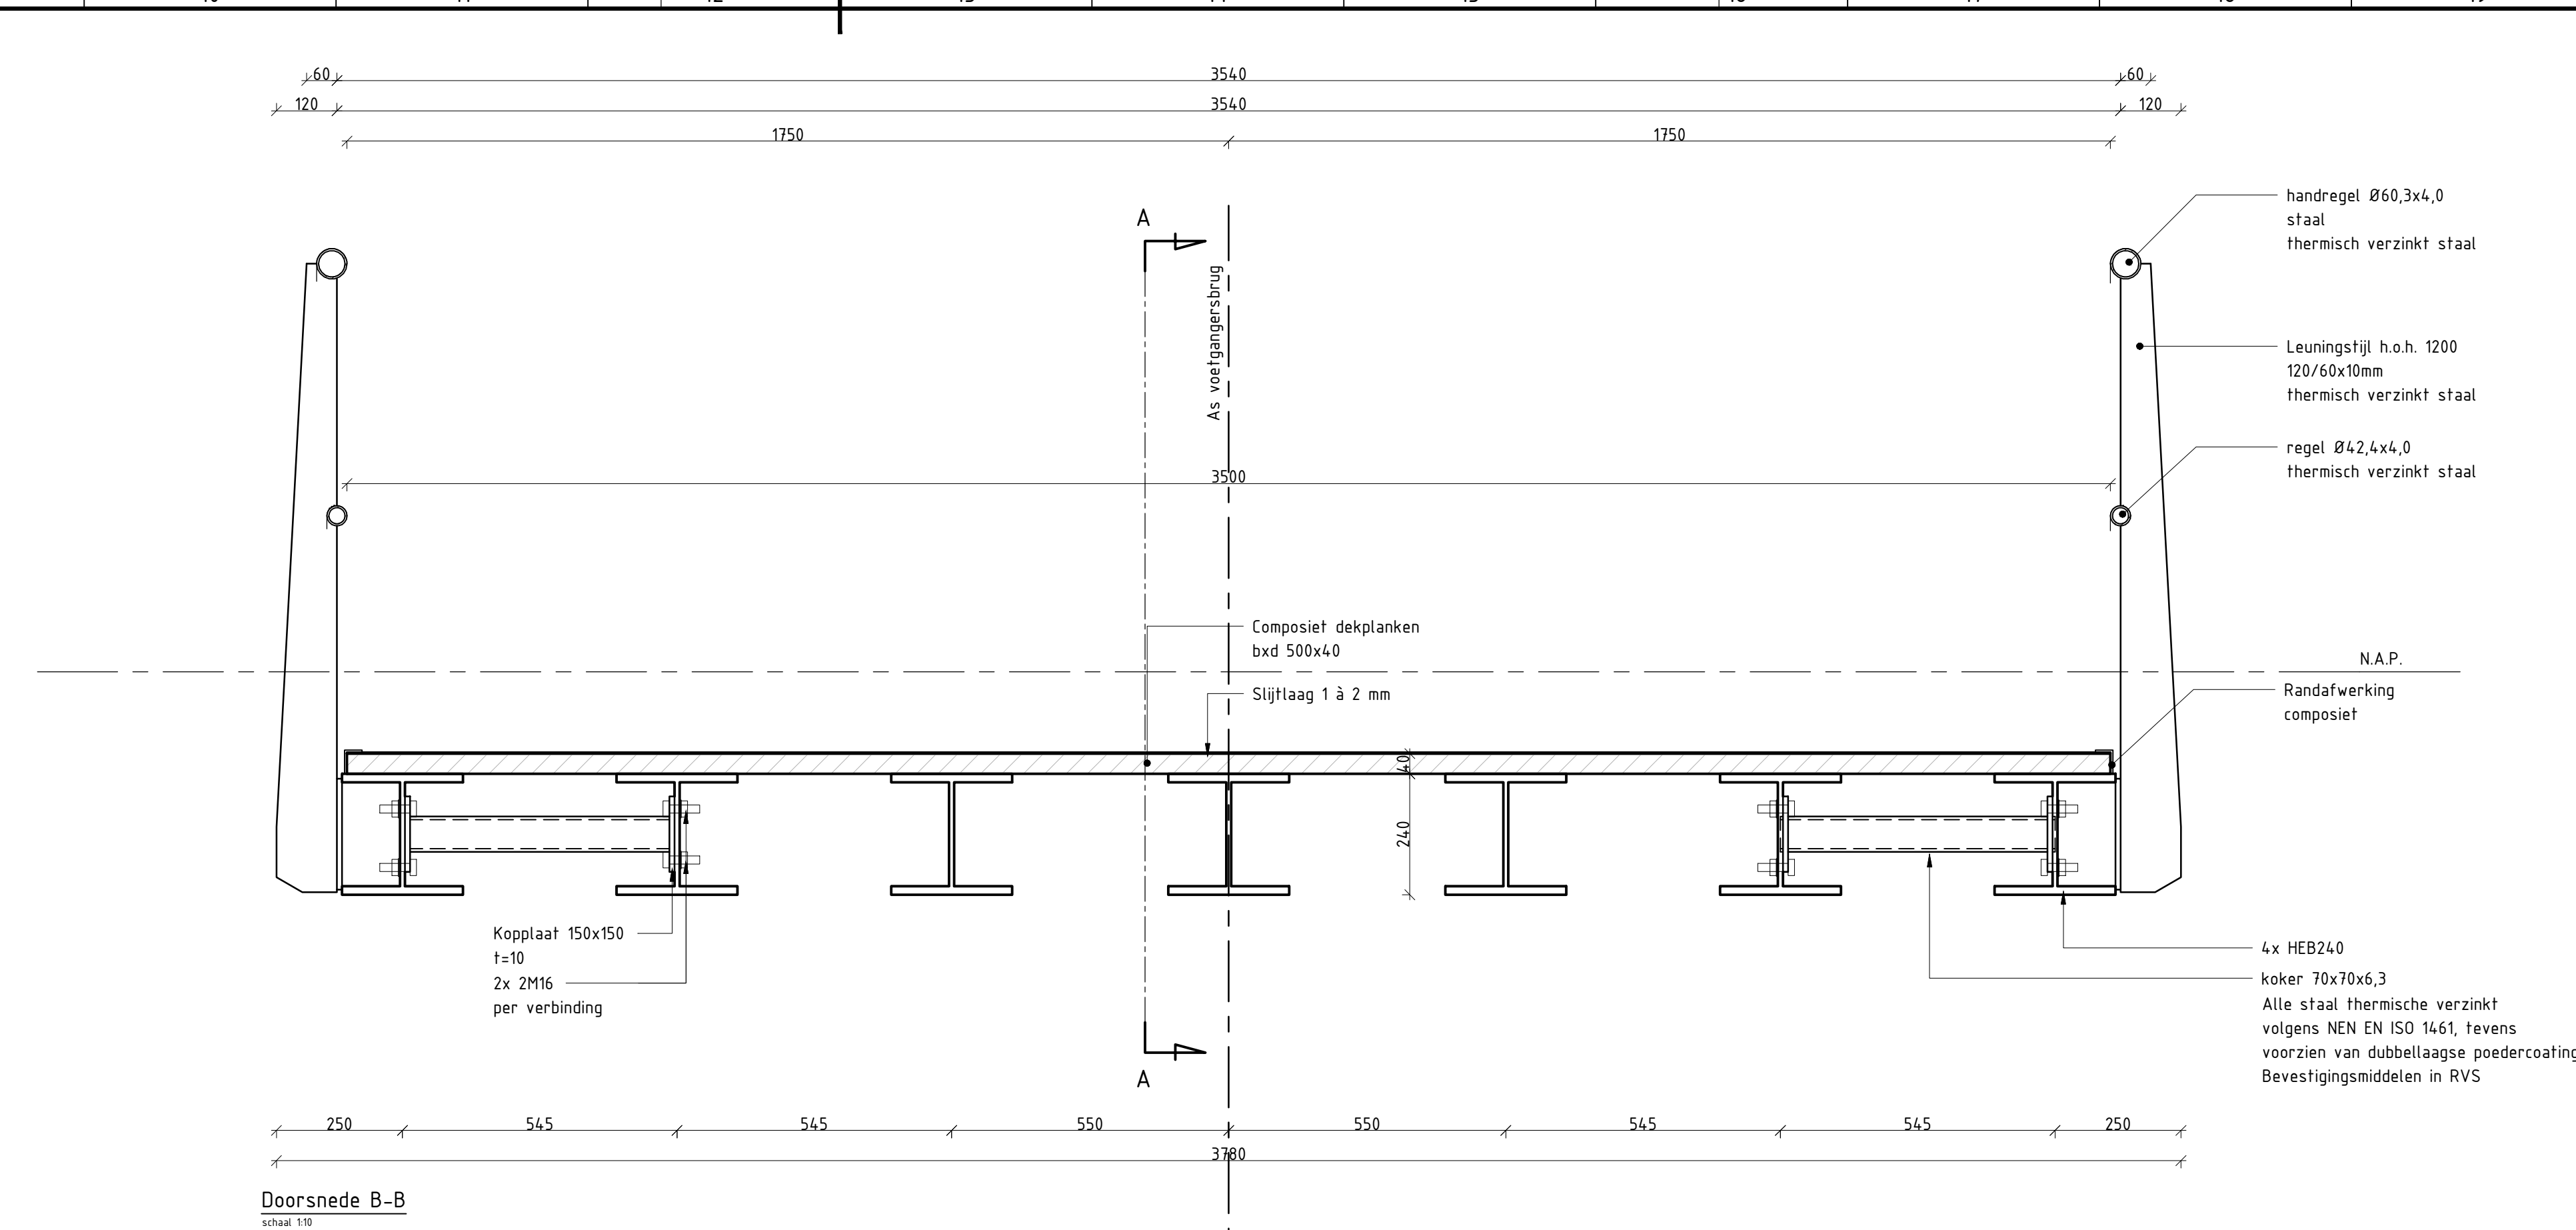 60
3540
60
120
3540
120
1750
1750
handregel Ø60,3x4,0
staal
thermisch verzinkt staal
A
As voetgangersbrug
Leuningstijl h.o.h. 1200
120/60x10mm
thermisch verzinkt staal
regel Ø42,4x4,0
thermisch verzinkt staal
3500
Composiet dekplanken
bxd 500x40
N.A.P.
Slijtlaag 1 à 2 mm
Randafwerking
composiet
40
240
Kopplaat 150x150
t=10
2x 2M16
per verbinding
4x HEB240
koker 70x70x6,3
Alle staal thermische verzinkt
volgens NEN EN ISO 1461, tevens
voorzien van dubbellaagse poedercoating
Bevestigingsmiddelen in RVS
A
250
545
545
550
550
545
545
250
3780
Doorsnede B-B
schaal 1:10